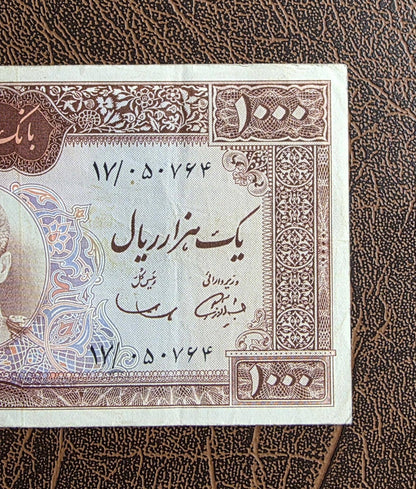 بانک
۱۰۰۰
۱۷/۰۵۰۷۶۴
یک هزار ریال
وزیر دارائی
رئیس کل
۱۷/۰۵۰۷۶۴
۱۰۰۰